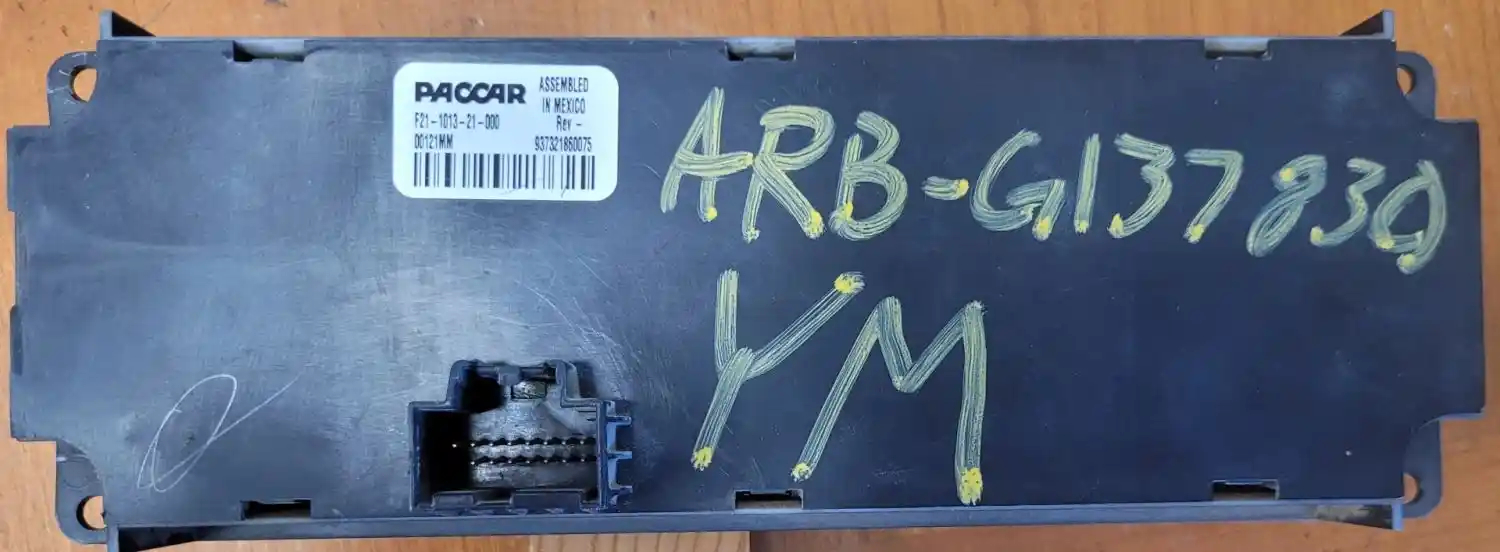 PACCAR
ASSEMBLED
IN MEXICO
F21-1013-21-000
Rev -
D0121MM
937321860075
ARB-G137830
YM